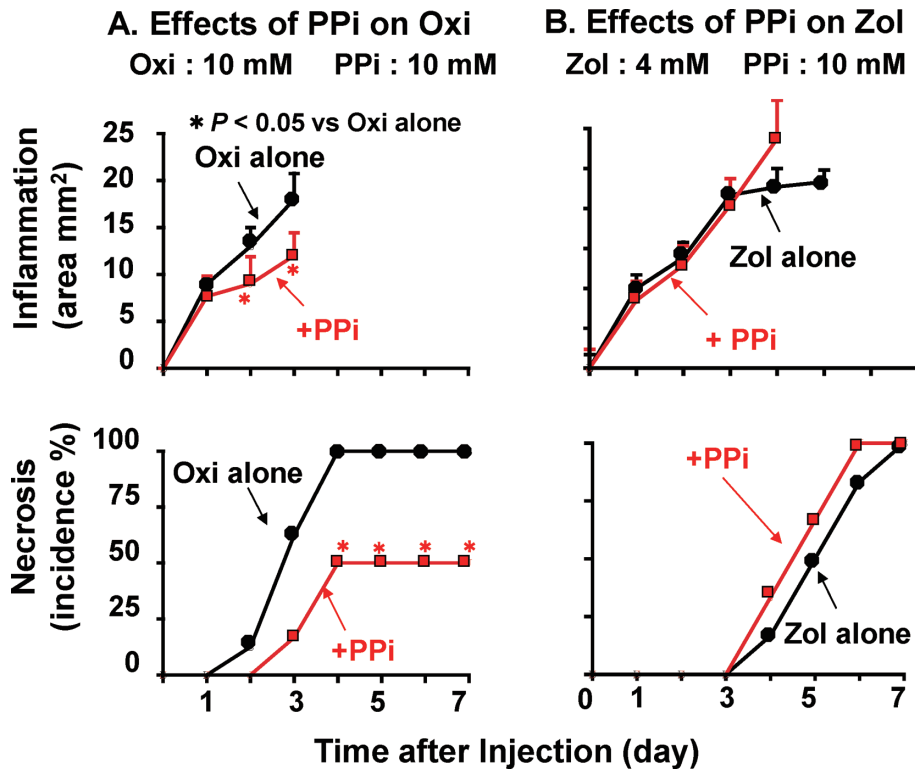 A. Effects of PPi on Oxi
Oxi : 10 mM PPi : 10 mM
* P < 0.05 vs Oxi alone
Inflammation
(area mm²)
25
20
15
10
5
0
Oxi alone
*
*
+PPi
B. Effects of PPi on Zol
Zol : 4 mM PPi : 10 mM
Zol alone
+ PPi
Necrosis
(incidence %)
100
75
50
25
0
Oxi alone
* * * *
+PPi
1 3 5 7
+PPi
Zol alone
0 1 3 5 7
Time after Injection (day)